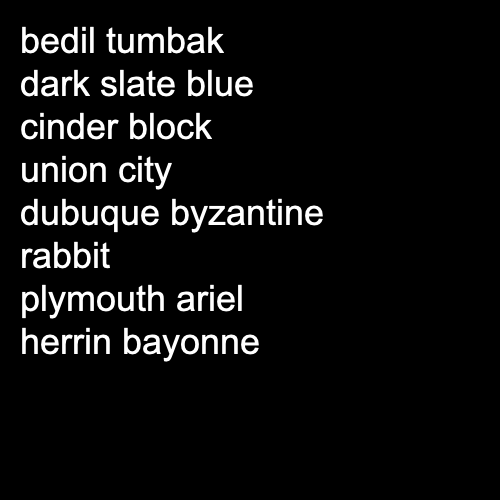 bedil tumbak
dark slate blue
cinder block
union city
dubuque byzantine
rabbit
plymouth ariel
herrin bayonne